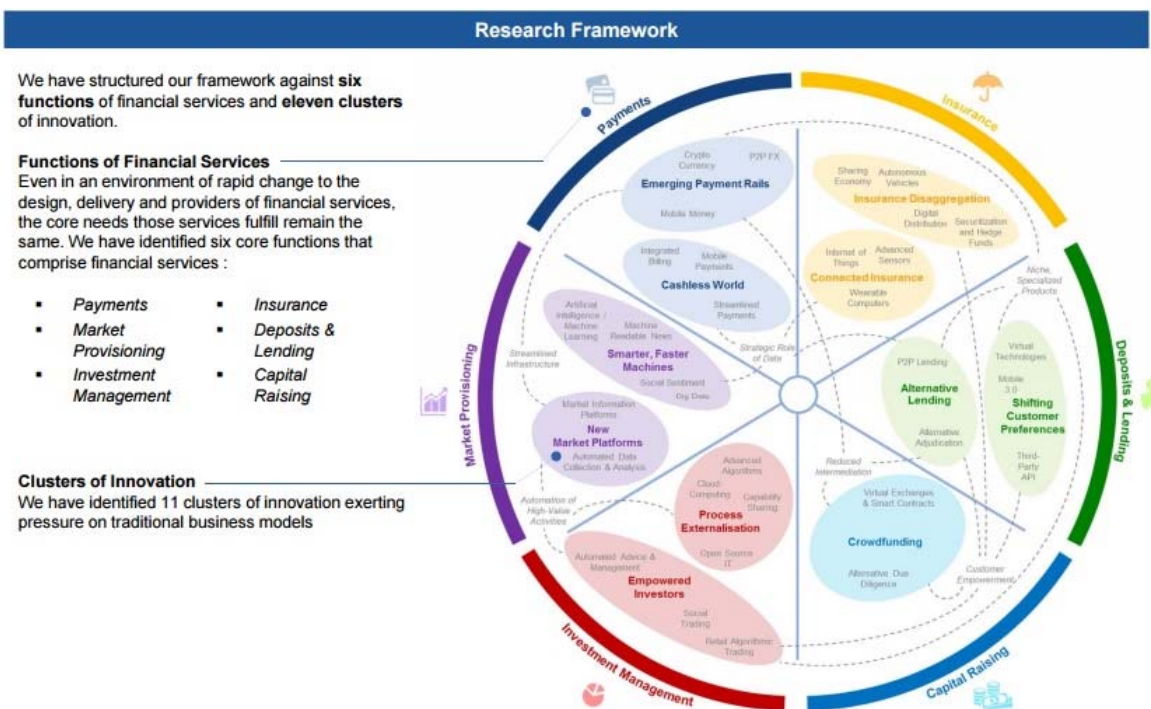 Research Framework
We have structured our framework against six
functions of financial services and eleven clusters
of innovation.
Functions of Financial Services
Even in an environment of rapid change to the
design, delivery and providers of financial services,
the core needs those services fulfill remain the
same. We have identified six core functions that
comprise financial services :
▪ Payments
▪ Market
Provisioning
▪ Investment
Management
▪ Insurance
▪ Deposits &
Lending
▪ Capital
Raising
Clusters of Innovation
We have identified 11 clusters of innovation exerting
pressure on traditional business models
Payments
Crypto
Currency
P2P FX
Emerging Payment Rails
Mobile Money
Integrated
Billing
Mobile
Payments
Cashless World
Streamlined
Payments
Insurance
Sharing
Economy
Autonomous
Vehicles
Insurance Disaggregation
Digital
Distribution
Securitization
and Hedge
Funds
Internet of
Things
Advanced
Sensors
Connected Insurance
Wearable
Computers
Niche,
Specialized
Products
Deposits & Lending
Virtual
Technologies
Mobile
3.0
Shifting
Customer
Preferences
Third-
Party
API
P2P Lending
Alternative
Lending
Alternative
Adjudication
Market Provisioning
Artificial
Intelligence /
Machine
Learning
Machine
Readable News
Smarter, Faster
Machines
Social Sentiment
Big Data
Streamlined
Infrastructure
Strategic Role
of Data
Market Information
Platforms
New
Market Platforms
Automated Data
Collection & Analysis
Automation of
High-Value
Activities
Reduced
Intermediation
Investment Management
Advanced
Algorithms
Cloud
Computing
Capability
Sharing
Process
Externalisation
Open Source
IT
Automated Advice &
Management
Empowered
Investors
Social
Trading
Retail Algorithmic
Trading
Capital Raising
Virtual Exchanges
& Smart Contracts
Crowdfunding
Alternative Due
Diligence
Customer
Empowerment